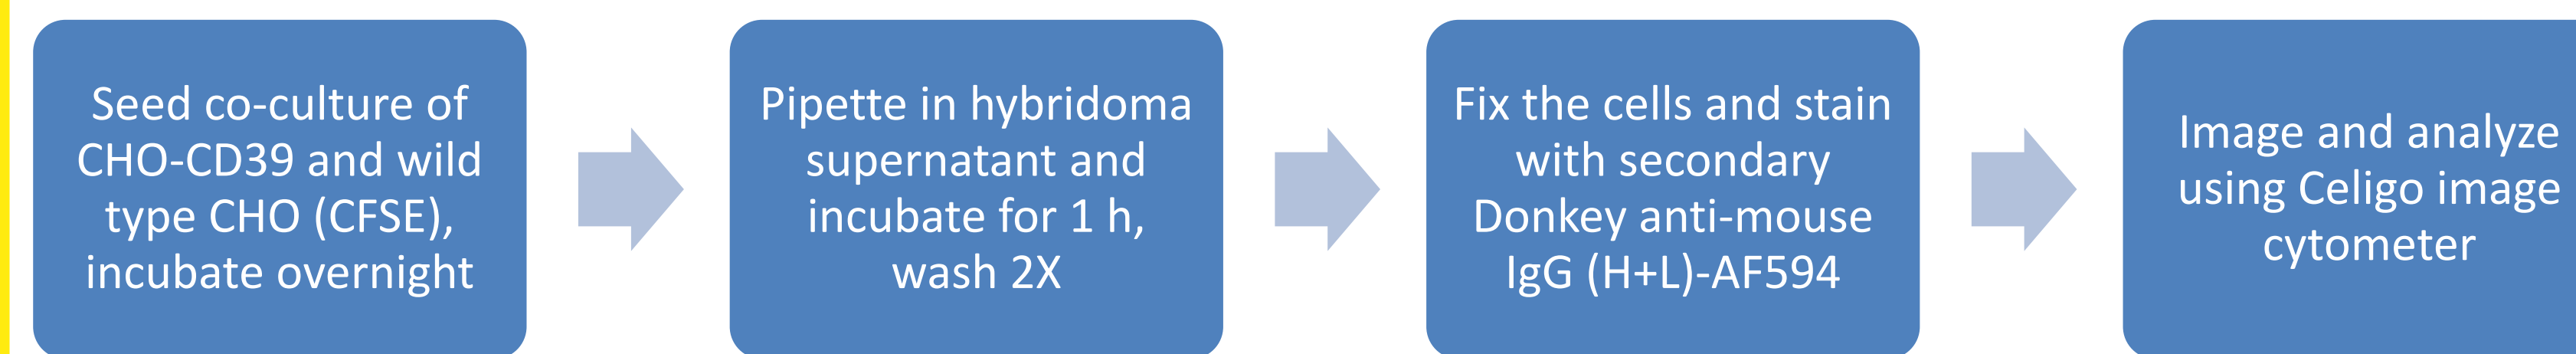 Seed co-culture of
CHO-CD39 and wild
type CHO (CFSE),
incubate overnight
Pipette in hybridoma
supernatant and
incubate for 1 h,
wash 2X
Fix the cells and stain
with secondary
Donkey anti-mouse
IgG (H+L)-AF594
Image and analyze
using Celigo image
cytometer